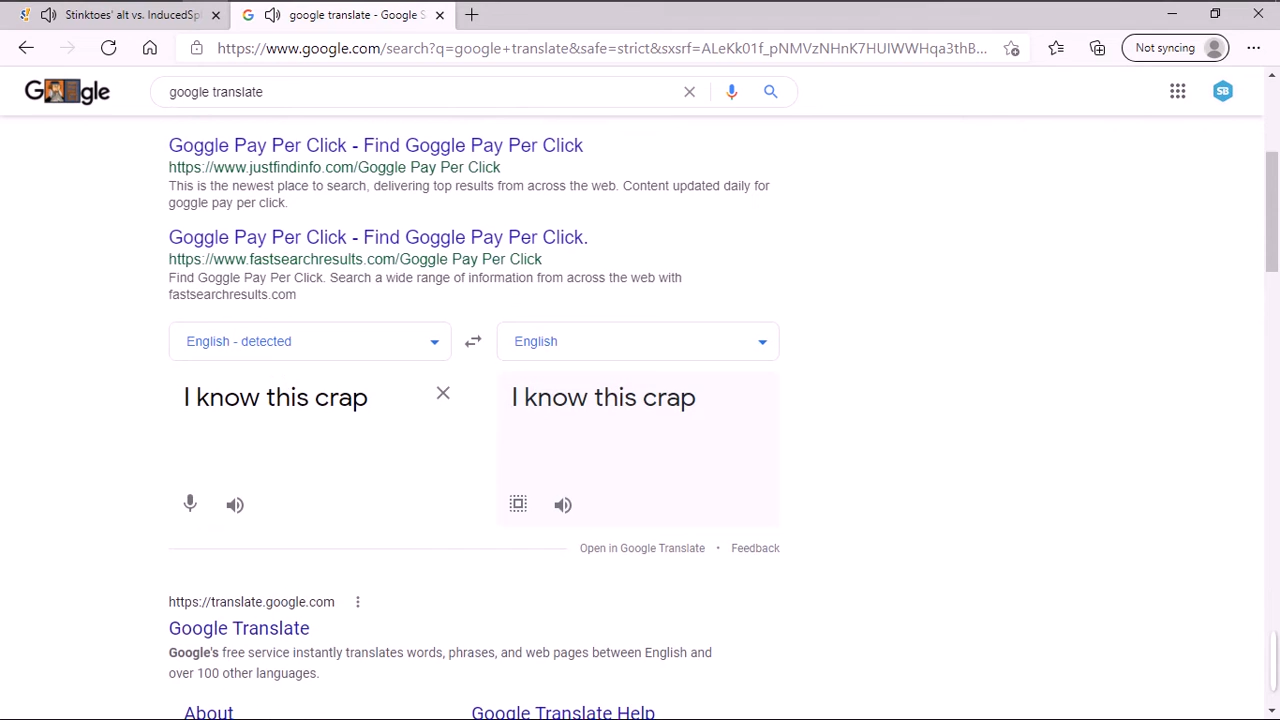 Stinktoes' alt vs. InducedSpl
google translate - Google S
https://www.google.com/search?q=google+translate&safe=strict&sxsrf=ALeKk01f_pNMVzNHnK7HUIWWHqa3thB...
Not syncing
google translate
SB
Goggle Pay Per Click - Find Goggle Pay Per Click
https://www.justfindinfo.com/Goggle Pay Per Click
This is the newest place to search, delivering top results from across the web. Content updated daily for
goggle pay per click.
Goggle Pay Per Click - Find Goggle Pay Per Click.
https://www.fastsearchresults.com/Goggle Pay Per Click
Find Goggle Pay Per Click. Search a wide range of information from across the web with
fastsearchresults.com
English - detected
English
I know this crap
I know this crap
Open in Google Translate • Feedback
https://translate.google.com
Google Translate
Google's free service instantly translates words, phrases, and web pages between English and
over 100 other languages.
About
Google Translate Help